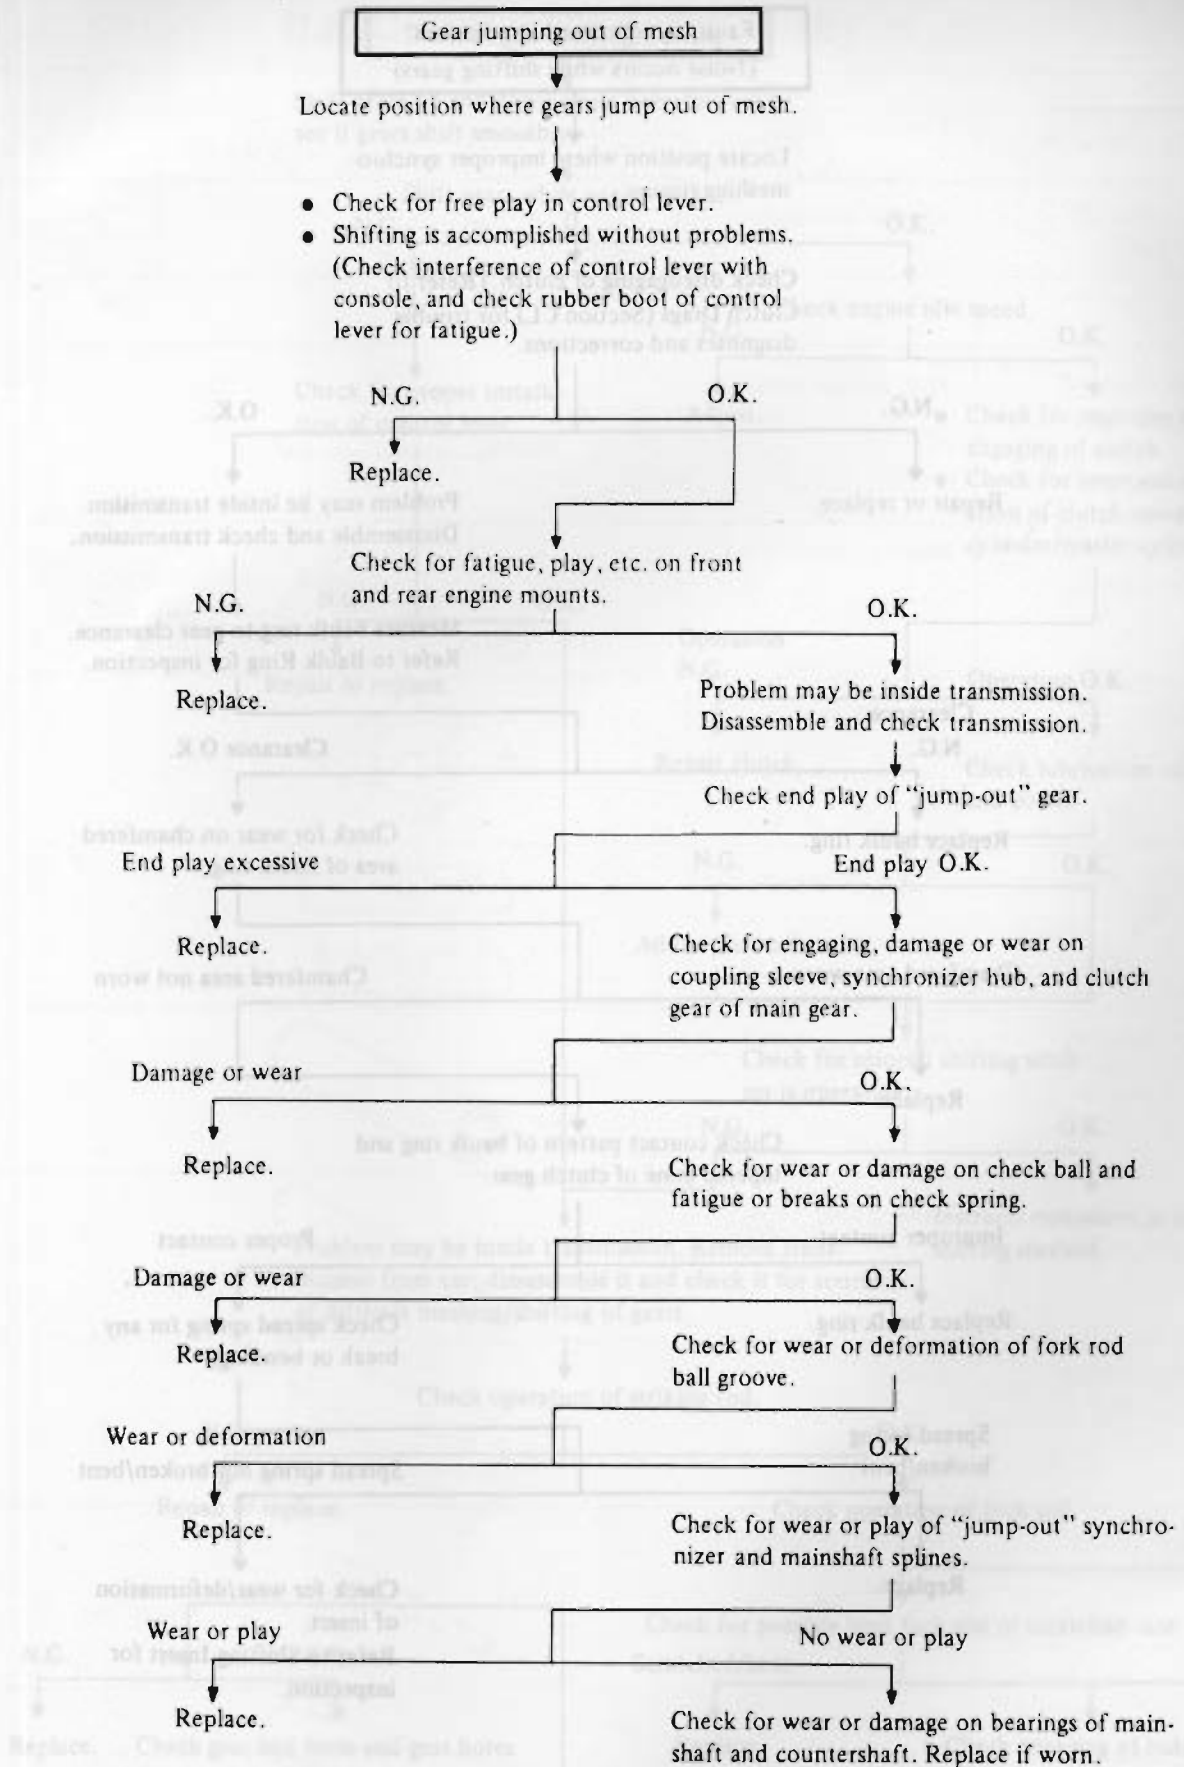 Gear jumping out of mesh
Locate position where gears jump out of mesh.
● Check for free play in control lever.
● Shifting is accomplished without problems.
(Check interference of control lever with
console, and check rubber boot of control
lever for fatigue.)
N.G.
O.K.
Replace.
Check for fatigue, play, etc. on front
and rear engine mounts.
N.G.
O.K.
Replace.
Problem may be inside transmission.
Disassemble and check transmission.
Check end play of “jump-out” gear.
End play excessive
End play O.K.
Replace.
Check for engaging, damage or wear on
coupling sleeve, synchronizer hub, and clutch
gear of main gear.
Damage or wear
O.K.
Replace.
Check for wear or damage on check ball and
fatigue or breaks on check spring.
Damage or wear
O.K.
Replace.
Check for wear or deformation of fork rod
ball groove.
Wear or deformation
O.K.
Replace.
Check for wear or play of “jump-out” synchro-
nizer and mainshaft splines.
Wear or play
No wear or play
Replace.
Check for wear or damage on bearings of main-
shaft and countershaft. Replace if worn.